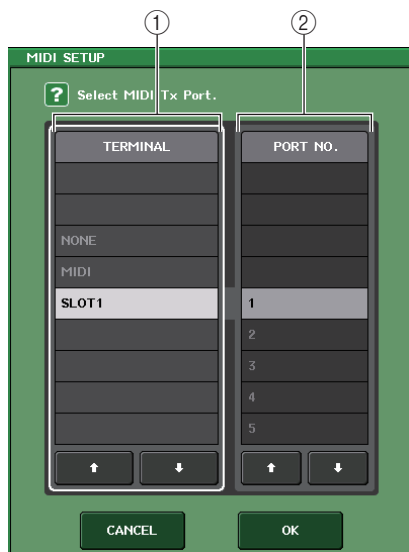 ① ②
MIDI SETUP
? Select MIDI Tx Port.
TERMINAL PORT NO.
NONE
MIDI
SLOT1 1
2
3
4
5
CANCEL OK